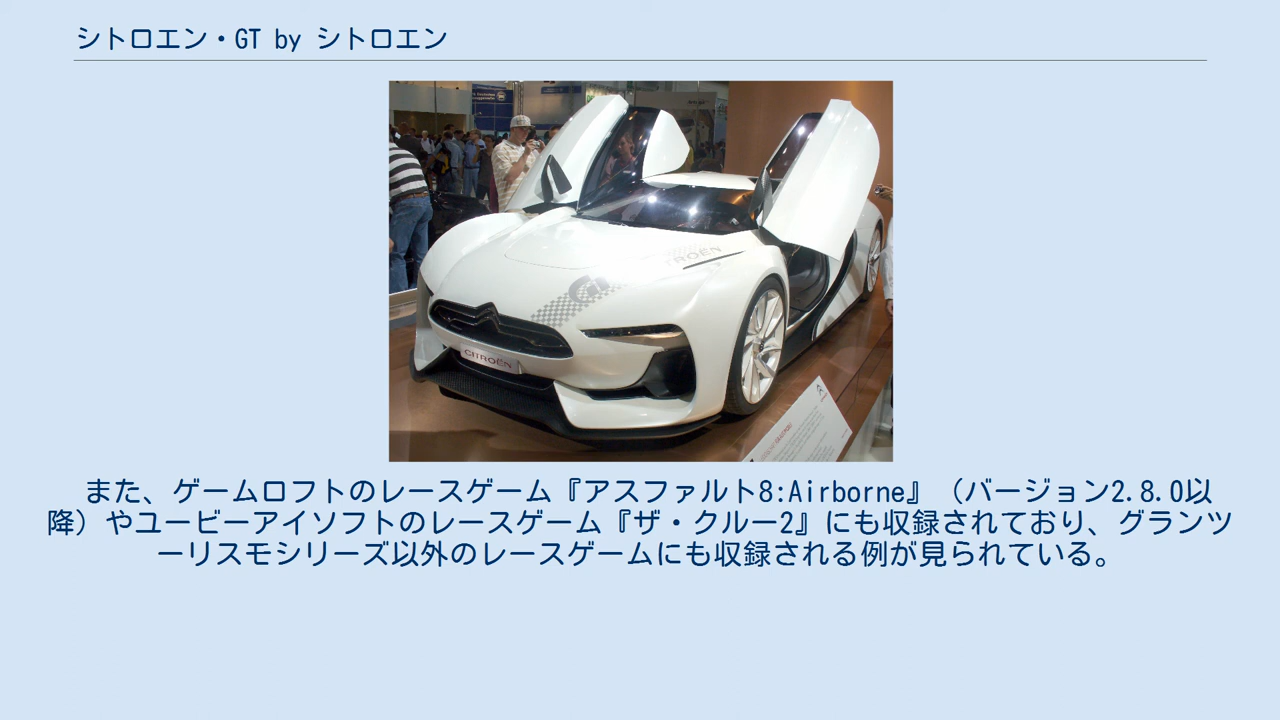 シトロエン・GT by シトロエン
TROËN
GT
CITROËN
また、ゲームロフトのレースゲーム『アスファルト8:Airborne』（バージョン2.8.0以
降）やユービーアイソフトのレースゲーム『ザ・クルー2』にも収録されており、グランツ
ーリスモシリーズ以外のレースゲームにも収録される例が見られている。